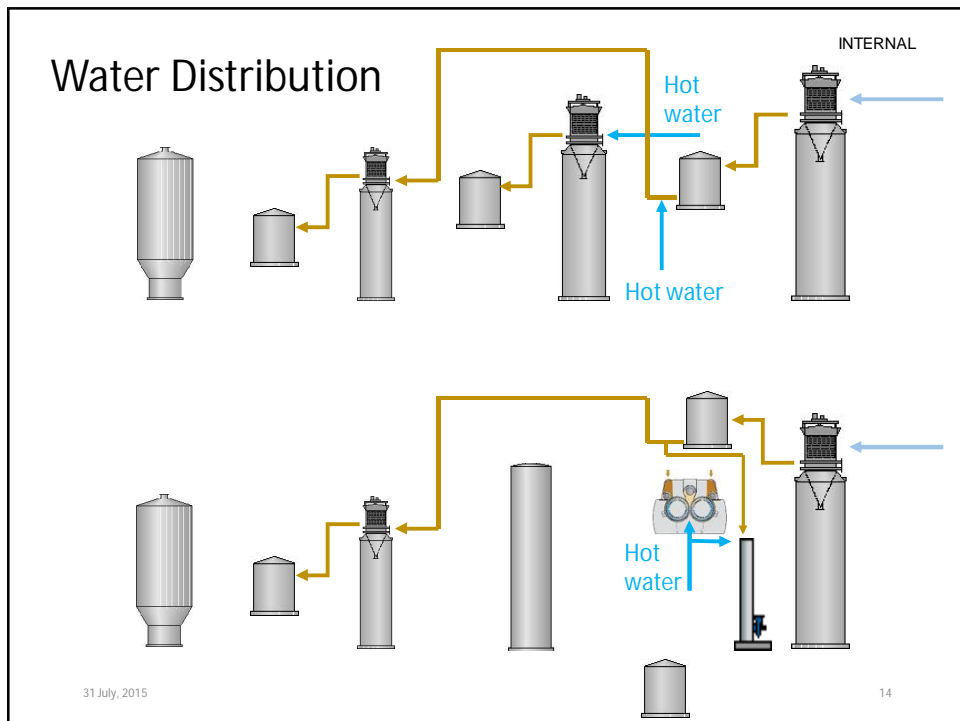 INTERNAL
Water Distribution
Hot
water
Hot water
Hot
water
31 July, 2015
14